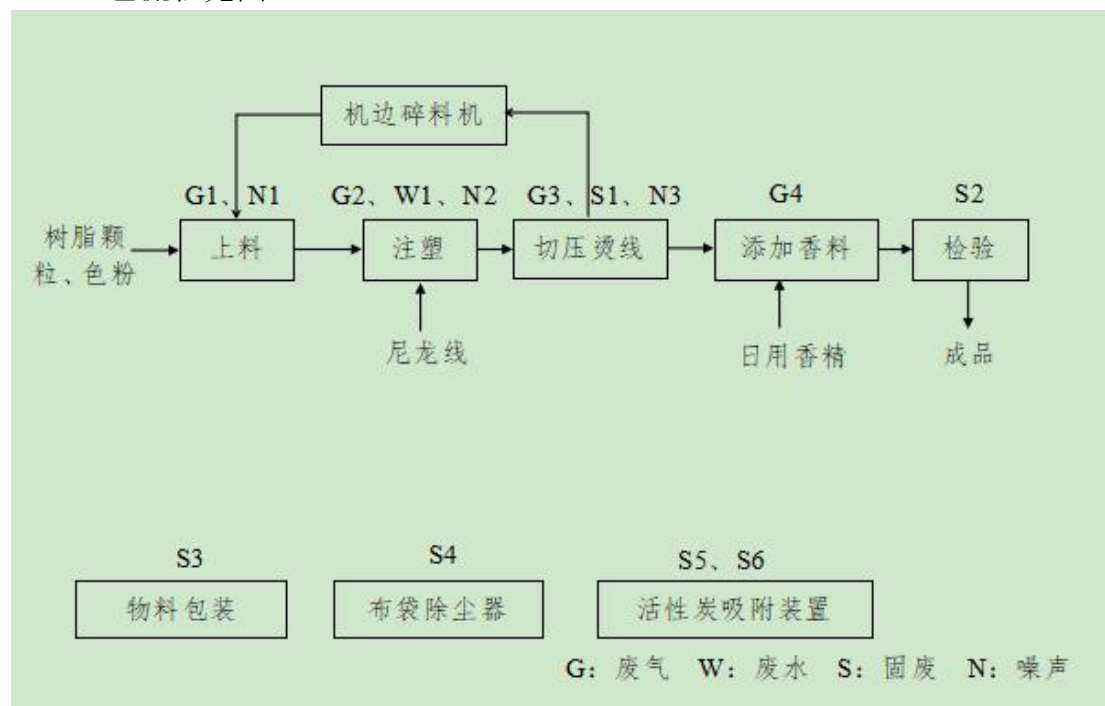 机边碎料机
G1、N1
G2、W1、N2
G3、S1、N3
G4
S2
树脂颗
粒、色粉
上料
注塑
切压烫线
添加香料
检验
尼龙线
日用香精
成品
S3
S4
S5、S6
物料包装
布袋除尘器
活性炭吸附装置
G：废气 W：废水 S：固废 N：噪声